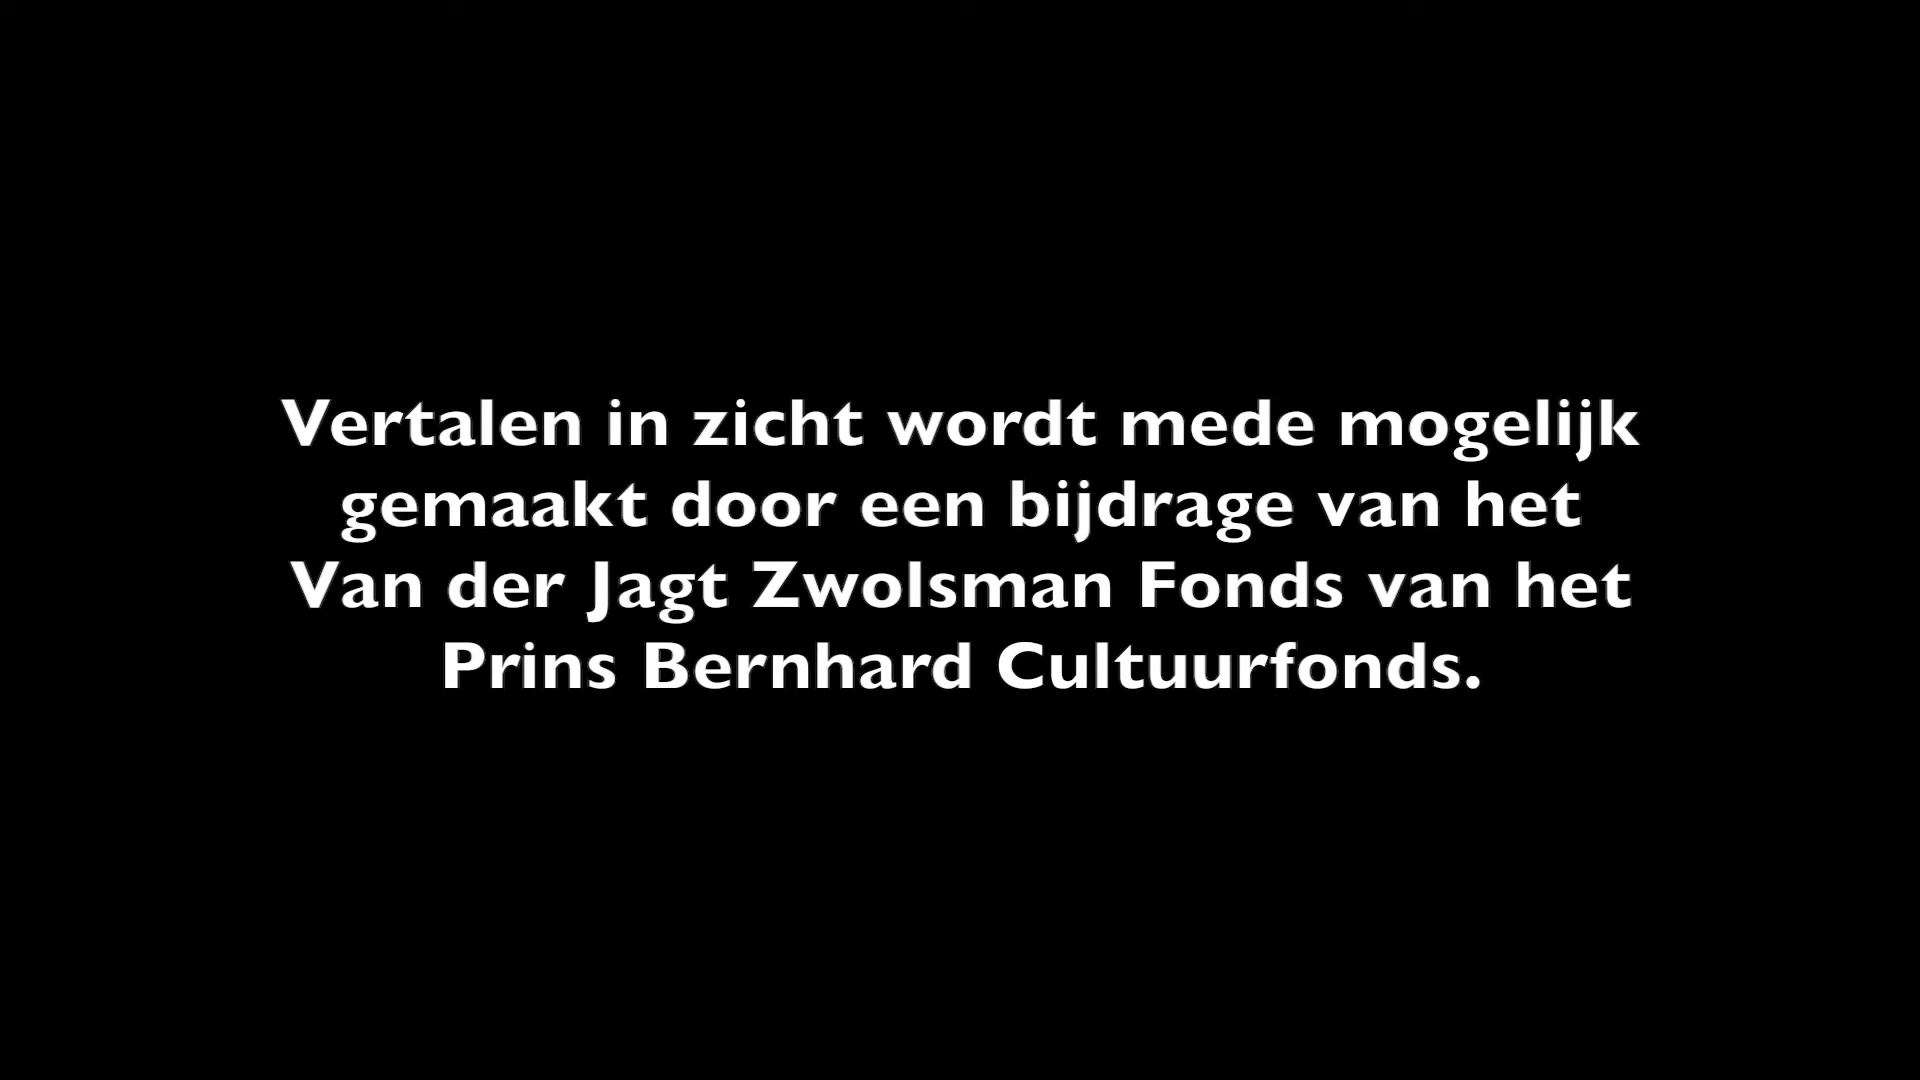 Vertalen in zicht wordt mede mogelijk
gemaakt door een bijdrage van het
Van der Jagt Zwolsman Fonds van het
Prins Bernhard Cultuurfonds.